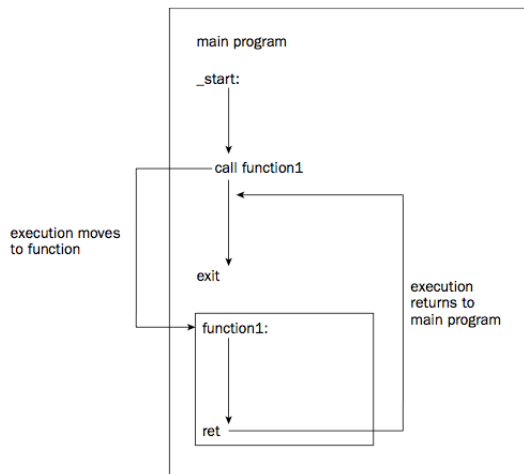 main program
_start:
call function1
execution moves
to function
exit
execution
returns to
main program
function1:
ret